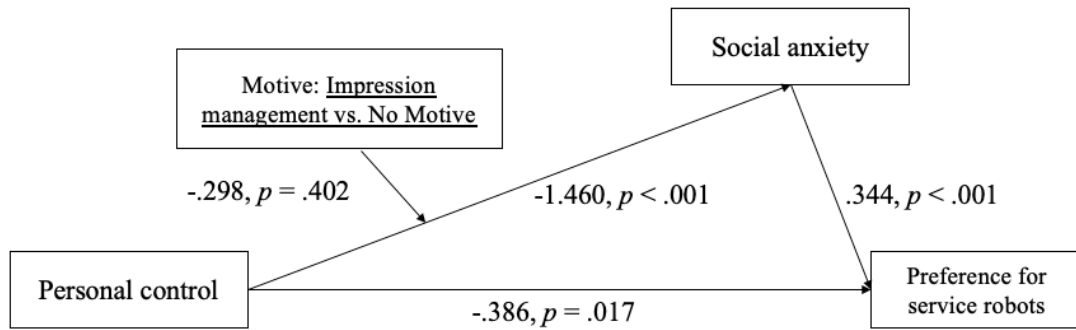 Social anxiety
Motive: Impression
management vs. No Motive
-.298, p = .402
-1.460, p < .001
.344, p < .001
Personal control
Preference for
service robots
-.386, p = .017